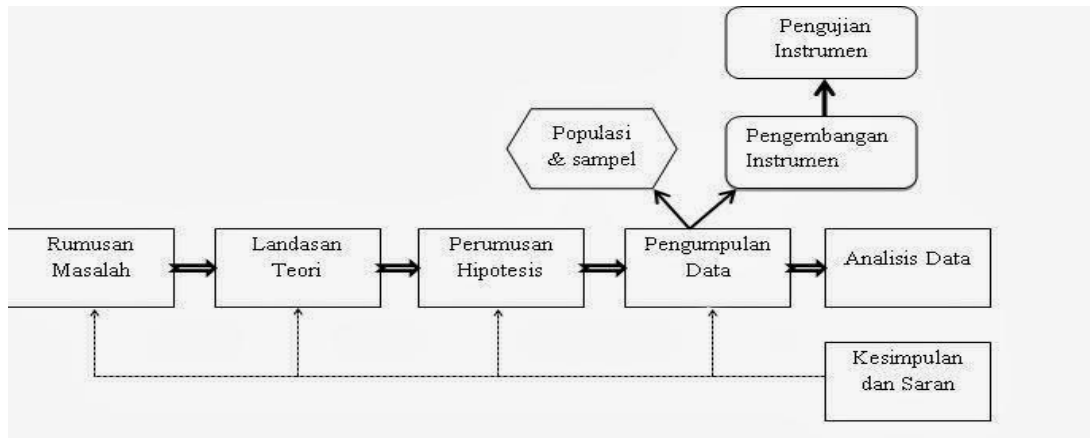 Pengujian
Instrumen
Populasi
& sampel
Pengembangan
Instrumen
Rumusan
Masalah
Landasan
Teori
Perumusan
Hipotesis
Pengumpulan
Data
Analisis Data
Kesimpulan
dan Saran